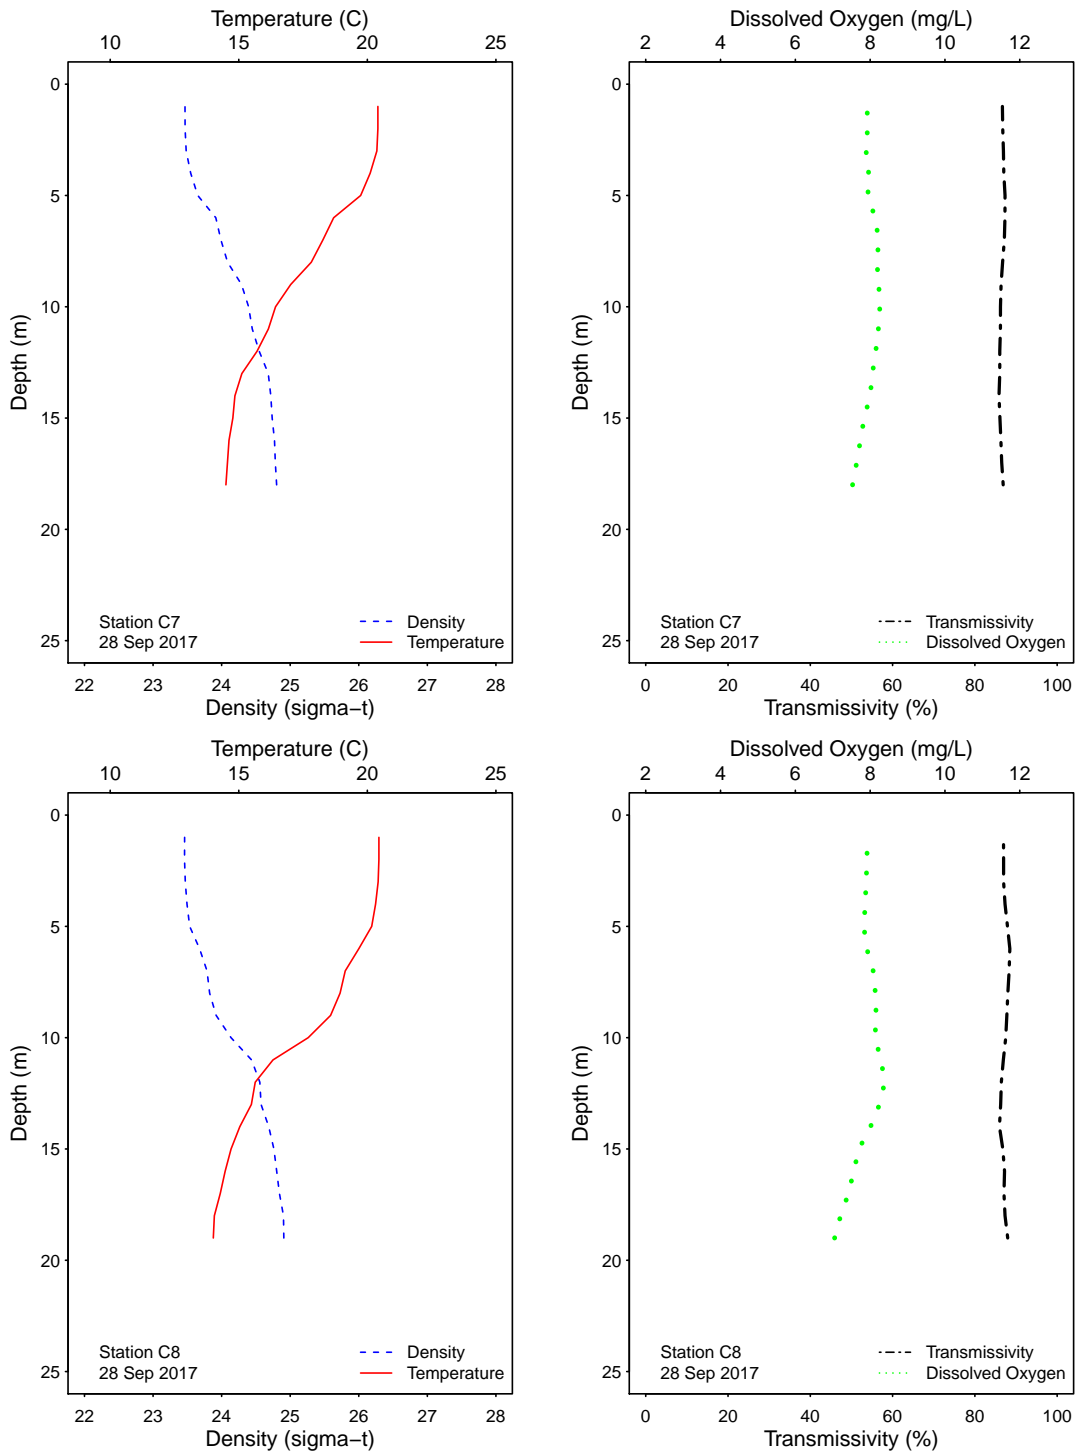 Temperature (C)
10 15 20 25
0
5
10
15
20
25
Depth (m)
Station C7
28 Sep 2017
Density
Temperature
22 23 24 25 26 27 28
Density (sigma−t)
Dissolved Oxygen (mg/L)
2 4 6 8 10 12
0
5
10
15
20
25
Depth (m)
Station C7
28 Sep 2017
Transmissivity
Dissolved Oxygen
0 20 40 60 80 100
Transmissivity (%)
Temperature (C)
10 15 20 25
0
5
10
15
20
25
Depth (m)
Station C8
28 Sep 2017
Density
Temperature
22 23 24 25 26 27 28
Density (sigma−t)
Dissolved Oxygen (mg/L)
2 4 6 8 10 12
0
5
10
15
20
25
Depth (m)
Station C8
28 Sep 2017
Transmissivity
Dissolved Oxygen
0 20 40 60 80 100
Transmissivity (%)